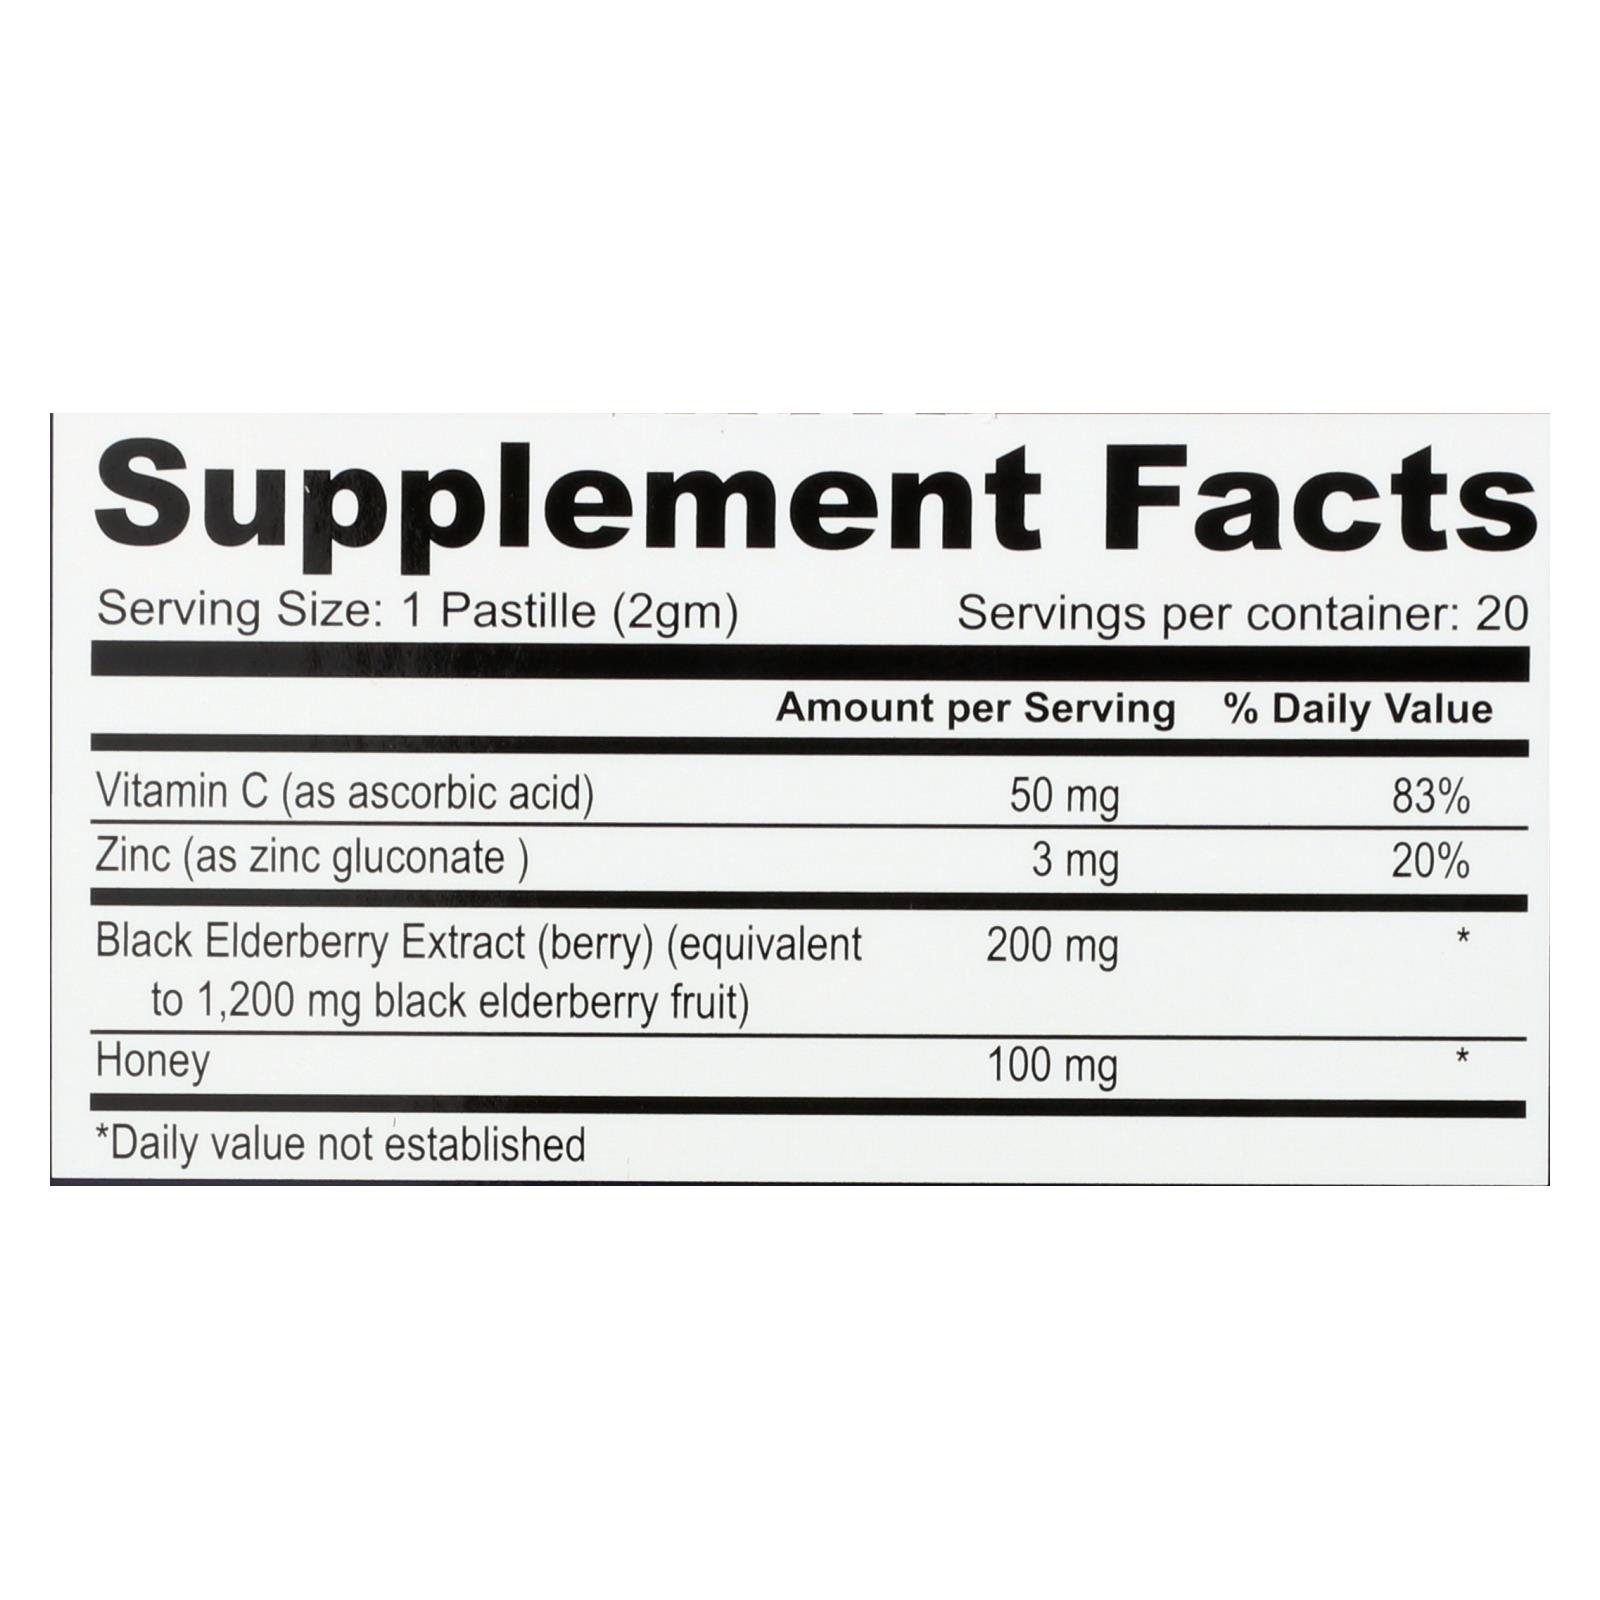 Supplement Facts
Serving Size: 1 Pastille (2gm) Servings per container: 20
Amount per Serving % Daily Value
Vitamin C (as ascorbic acid) 50 mg 83%
Zinc (as zinc gluconate ) 3 mg 20%
Black Elderberry Extract (berry) (equivalent 200 mg *
to 1,200 mg black elderberry fruit)
Honey 100 mg *
*Daily value not established